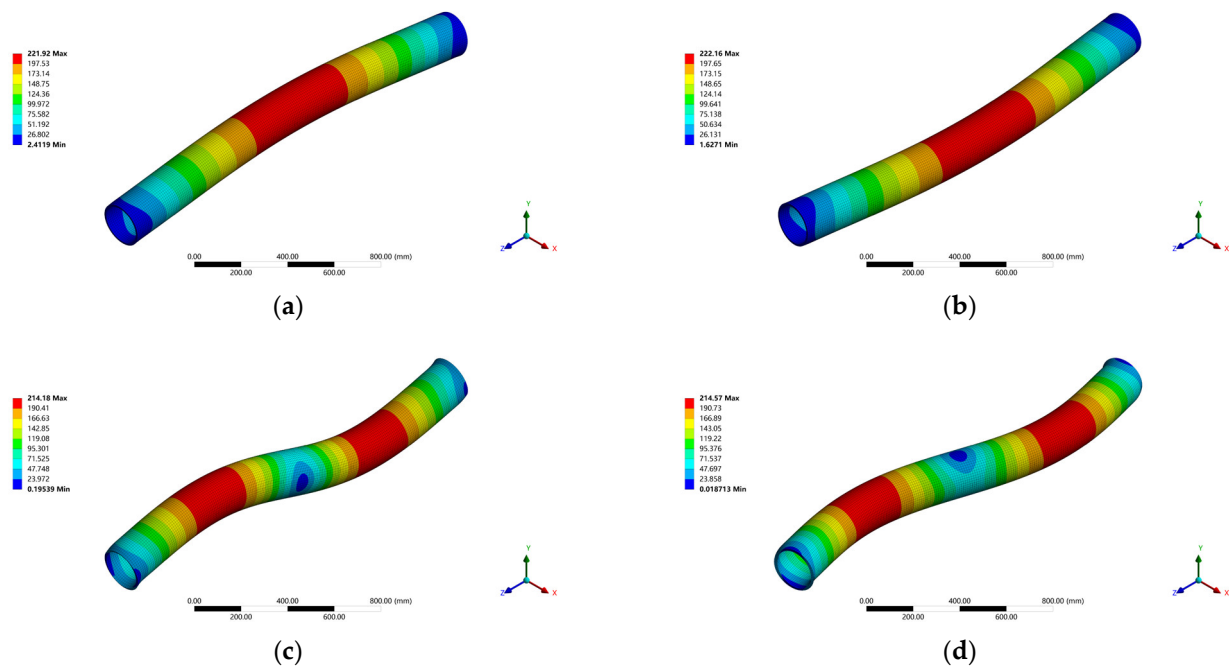 221.92 Max
197.53
173.14
148.75
124.36
99.972
75.582
51.192
26.802
2.4119 Min
Y
Z
X
0.00 400.00 800.00 (mm)
200.00 600.00
(a)
222.16 Max
197.65
173.15
148.65
124.14
99.641
75.138
50.634
26.131
1.6271 Min
Y
Z
X
0.00 400.00 800.00 (mm)
200.00 600.00
(b)
214.18 Max
190.41
166.63
142.85
119.08
95.301
71.525
47.748
23.972
0.19539 Min
Y
Z
X
0.00 400.00 800.00 (mm)
200.00 600.00
(c)
214.57 Max
190.73
166.89
143.05
119.22
95.376
71.537
47.697
23.858
0.018713 Min
Y
Z
X
0.00 400.00 800.00 (mm)
200.00 600.00
(d)